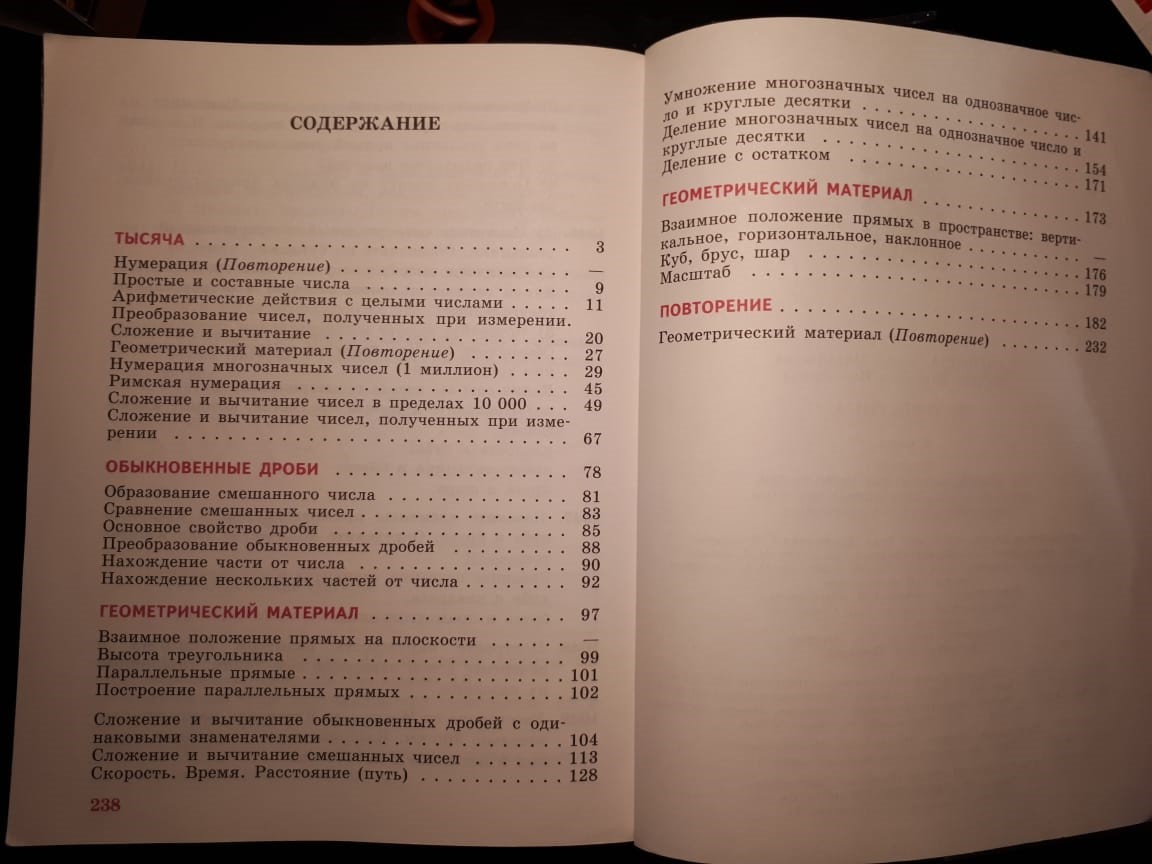 СОДЕРЖАНИЕ
ТЫСЯЧА . . . . . . . . . . . . . . . . . . . . . . . . . . . . . 3
Нумерация (Повторение) . . . . . . . . . . . . . . . . . . —
Простые и составные числа . . . . . . . . . . . . . . . . 9
Арифметические действия с целыми числами . . . . . 11
Преобразование чисел, полученных при измерении.
Сложение и вычитание . . . . . . . . . . . . . . . . . . . 20
Геометрический материал (Повторение) . . . . . . . . 27
Нумерация многозначных чисел (1 миллион) . . . . . 29
Римская нумерация . . . . . . . . . . . . . . . . . . . . . 45
Сложение и вычитание чисел в пределах 10 000 . . . 49
Сложение и вычитание чисел, полученных при изме-
рении . . . . . . . . . . . . . . . . . . . . . . . . . . . . . . 67
ОБЫКНОВЕННЫЕ ДРОБИ . . . . . . . . . . . . . . . . . . 78
Образование смешанного числа . . . . . . . . . . . . . . 81
Сравнение смешанных чисел . . . . . . . . . . . . . . . . 83
Основное свойство дроби . . . . . . . . . . . . . . . . . . 85
Преобразование обыкновенных дробей . . . . . . . . . 88
Нахождение части от числа . . . . . . . . . . . . . . . . 90
Нахождение нескольких частей от числа . . . . . . . . 92
ГЕОМЕТРИЧЕСКИЙ МАТЕРИАЛ . . . . . . . . . . . . . . . 97
Взаимное положение прямых на плоскости . . . . . . —
Высота треугольника . . . . . . . . . . . . . . . . . . . . 99
Параллельные прямые . . . . . . . . . . . . . . . . . . . . 101
Построение параллельных прямых . . . . . . . . . . . . 102
Сложение и вычитание обыкновенных дробей с оди-
наковыми знаменателями . . . . . . . . . . . . . . . . . . 104
Сложение и вычитание смешанных чисел . . . . . . . 113
Скорость. Время. Расстояние (путь) . . . . . . . . . . . 128
238
Умножение многозначных чисел на однозначное чис-
ло и круглые десятки . . . . . . . . . . . . . . . . . 141
Деление многозначных чисел на однозначное число и
круглые десятки . . . . . . . . . . . . . . . . . . . . 154
Деление с остатком . . . . . . . . . . . . . . . . . . 171
ГЕОМЕТРИЧЕСКИЙ МАТЕРИАЛ . . . . . . . . . . . . 173
Взаимное положение прямых в пространстве: верти-
кальное, горизонтальное, наклонное . . . . . . . . . —
Куб, брус, шар . . . . . . . . . . . . . . . . . . . . . 176
Масштаб . . . . . . . . . . . . . . . . . . . . . . . . . 179
ПОВТОРЕНИЕ . . . . . . . . . . . . . . . . . . . . . . . 182
Геометрический материал (Повторение) . . . . . . . . 232